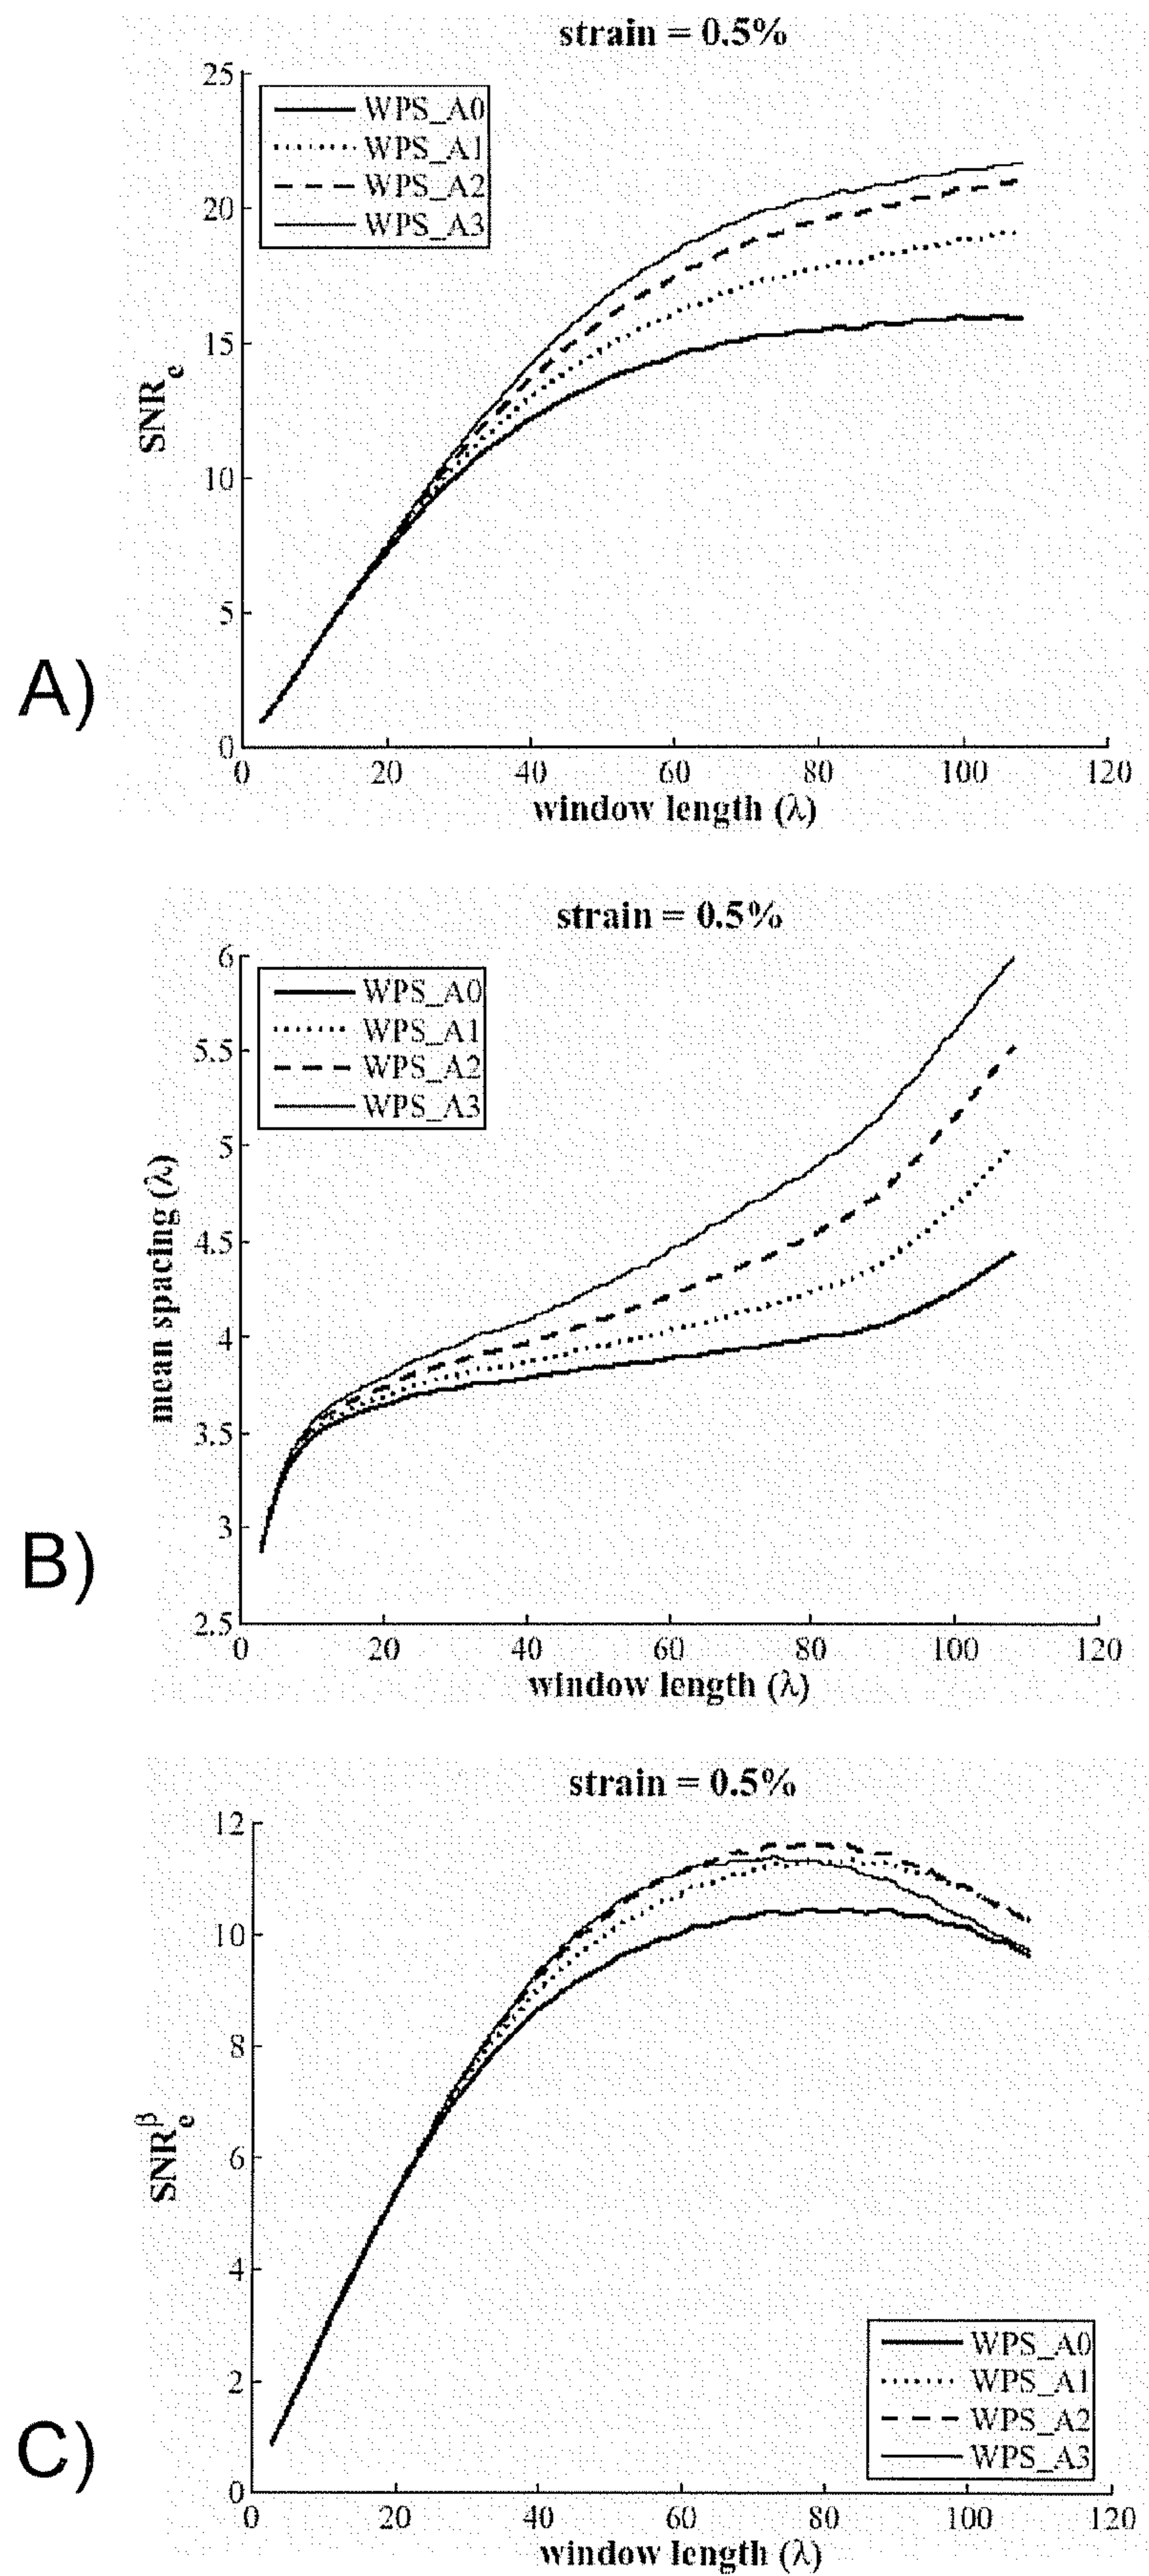 strain = 0.5%
25
20
15
10
5
0
WPS_A0
WPS_A1
WPS_A2
WPS_A3
SNR_e
A)
0 20 40 60 80 100 120
window length (λ)
strain = 0.5%
6
5.5
5
4.5
4
3.5
3
2.5
WPS_A0
WPS_A1
WPS_A2
WPS_A3
mean spacing (λ)
B)
0 20 40 60 80 100 120
window length (λ)
strain = 0.5%
12
10
8
6
4
2
0
SNR_e^β
WPS_A0
WPS_A1
WPS_A2
WPS_A3
C)
0 20 40 60 80 100 120
window length (λ)